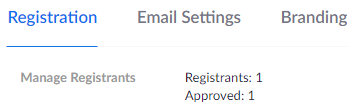 Registration Email Settings Branding
Manage Registrants Registrants: 1
Approved: 1